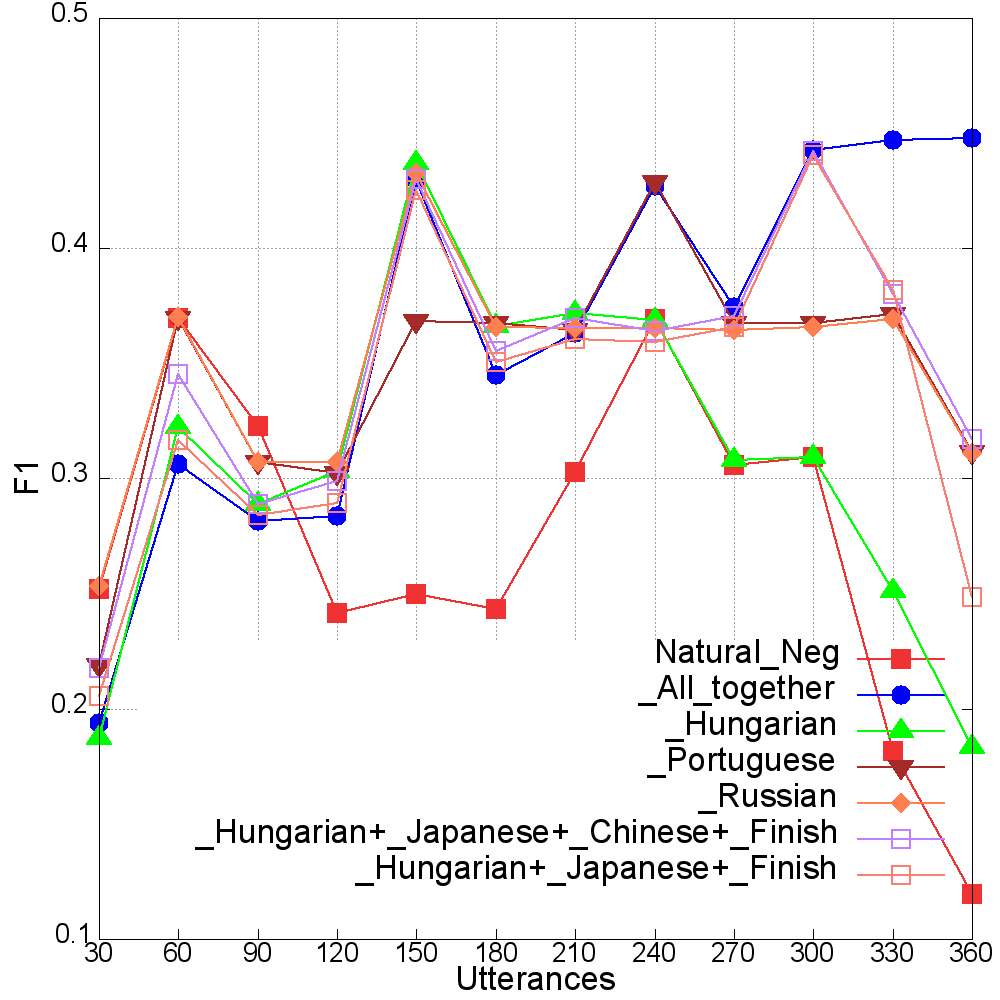 0.5
0.4
0.3
0.2
0.1
F1
Natural_Neg
_All_together
_Hungarian
_Portuguese
_Russian
_Hungarian+_Japanese+_Chinese+_Finish
_Hungarian+_Japanese+_Finish
30 60 90 120 150 180 210 240 270 300 330 360
Utterances